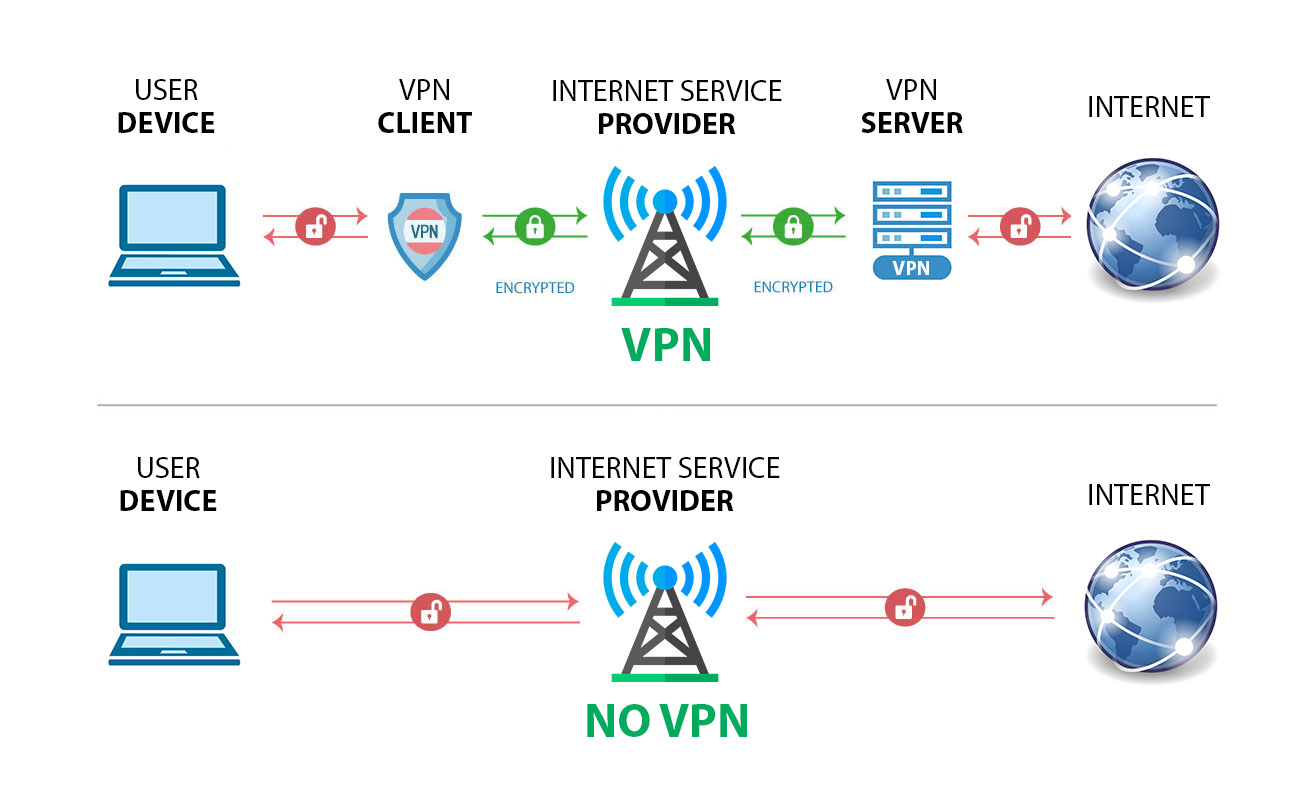 USER
DEVICE
VPN
CLIENT
INTERNET SERVICE
PROVIDER
VPN
SERVER
INTERNET
VPN
VPN
ENCRYPTED
ENCRYPTED
VPN
USER
DEVICE
INTERNET SERVICE
PROVIDER
INTERNET
NO VPN